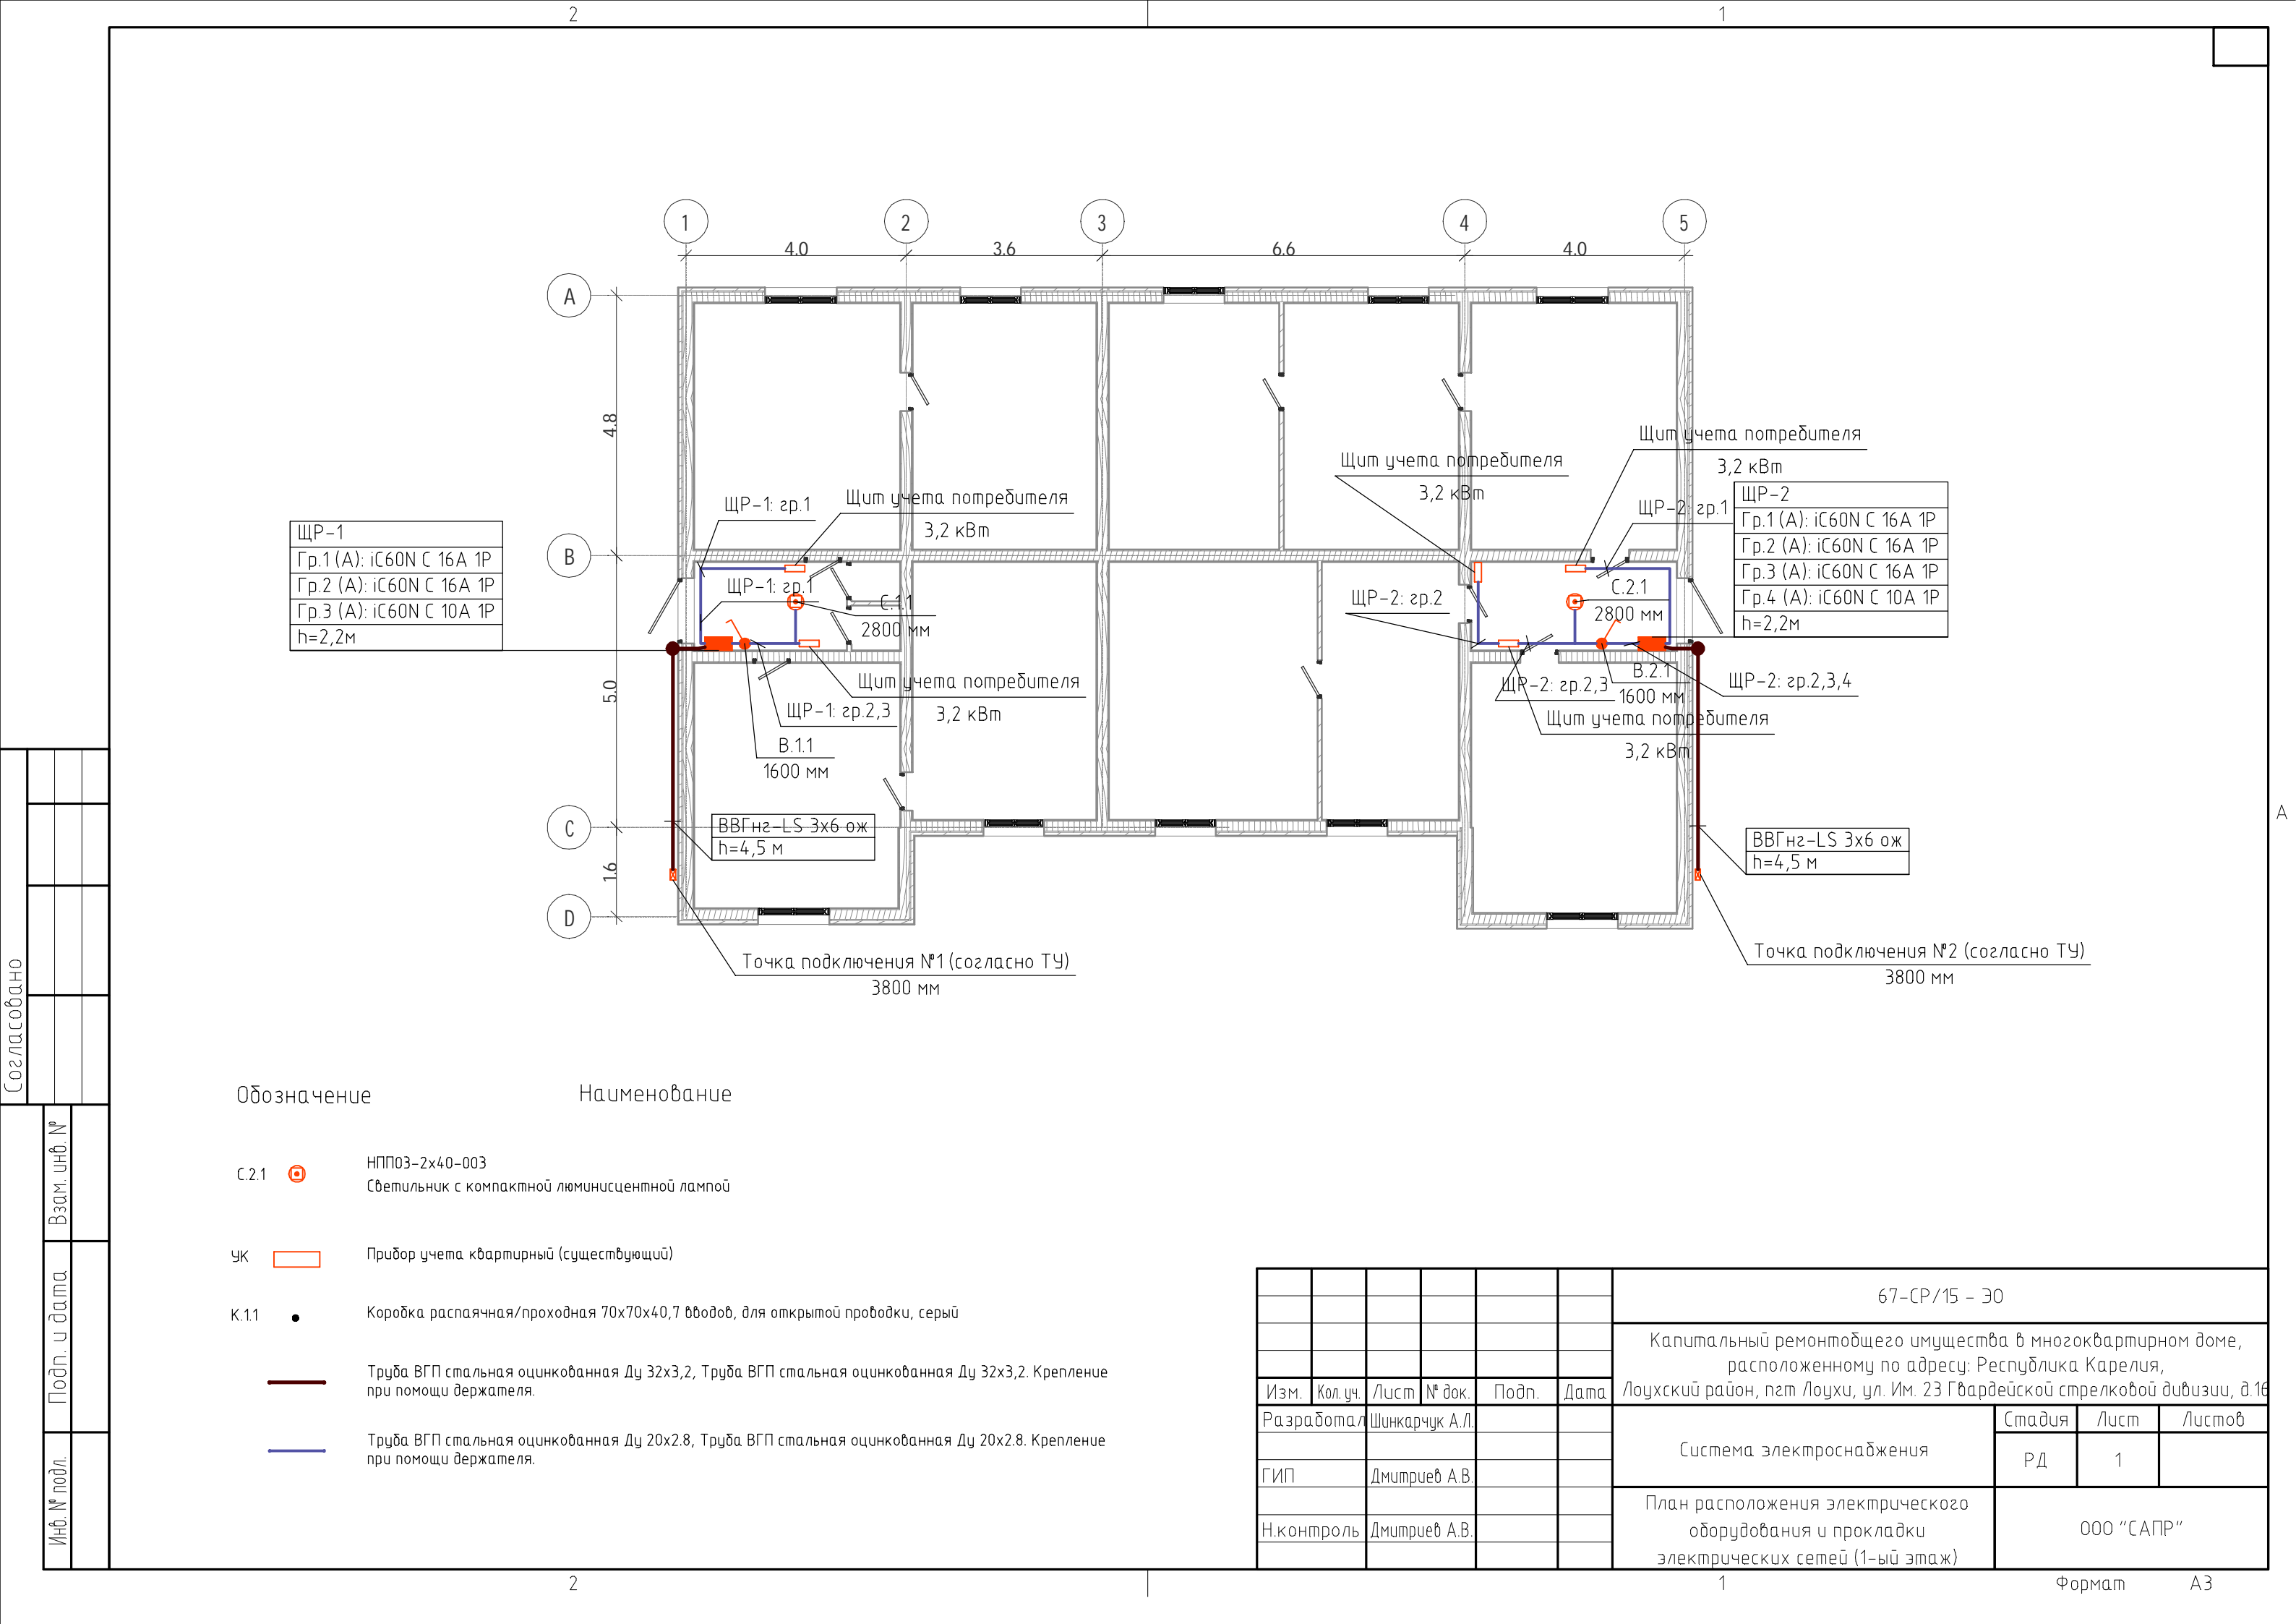 2
1
1
2
3
4
5
4.0
3.6
6.6
4.0
A
B
C
D
4.8
5.0
1.6
ЩР-1
Гр.1 (А): iC60N C 16A 1P
Гр.2 (А): iC60N C 16A 1P
Гр.3 (А): iC60N C 10A 1P
h=2,2м
ЩР-1: гр.1
Щит учета потребителя
3,2 кВт
ЩР-1: гр.1
С.1.1
2800 мм
Щит учета потребителя
3,2 кВт
ЩР-1: гр.2,3
В.1.1
1600 мм
ВВГнг-LS 3х6 ож
h=4,5 м
Точка подключения №1 (согласно ТУ)
3800 мм
Щит учета потребителя
3,2 кВт
Щит учета потребителя
3,2 кВт
ЩР-2: гр.1
ЩР-2
Гр.1 (А): iC60N C 16A 1P
Гр.2 (А): iC60N C 16A 1P
Гр.3 (А): iC60N C 16A 1P
Гр.4 (А): iC60N C 10A 1P
h=2,2м
ЩР-2: гр.2
С.2.1
2800 мм
В.2.1
1600 мм
ЩР-2: гр.2,3
ЩР-2: гр.2,3,4
Щит учета потребителя
3,2 кВт
ВВГнг-LS 3х6 ож
h=4,5 м
Точка подключения №2 (согласно ТУ)
3800 мм
А
Обозначение
Наименование
С.2.1
НПП03-2х40-003
Светильник с компактной люминисцентной лампой
УК
Прибор учета квартирный (существующий)
К.1.1
Коробка распаячная/проходная 70х70х40,7 вводов, для открытой проводки, серый
Труба ВГП стальная оцинкованная Ду 32х3,2, Труба ВГП стальная оцинкованная Ду 32х3,2. Крепление
при помощи держателя.
Труба ВГП стальная оцинкованная Ду 20х2.8, Труба ВГП стальная оцинкованная Ду 20х2.8. Крепление
при помощи держателя.
Согласовано
Взам. инв. №
Подп. и дата
Инв. № подл.
67-СР/15 - ЭО
Капитальный ремонтобщего имущества в многоквартирном доме,
расположенному по адресу: Республика Карелия,
Лоухский район, пгт Лоухи, ул. Им. 23 Гвардейской стрелковой дивизии, д.16
Изм.
Кол. уч.
Лист
№ док.
Подп.
Дата
Разработал
Шинкарчук А.Л.
ГИП
Дмитриев А.В.
Н.контроль
Дмитриев А.В.
Система электроснабжения
Стадия
Лист
Листов
РД
1
План расположения электрического
оборудования и прокладки
электрических сетей (1-ый этаж)
ООО "САПР"
2
1
Формат
А3